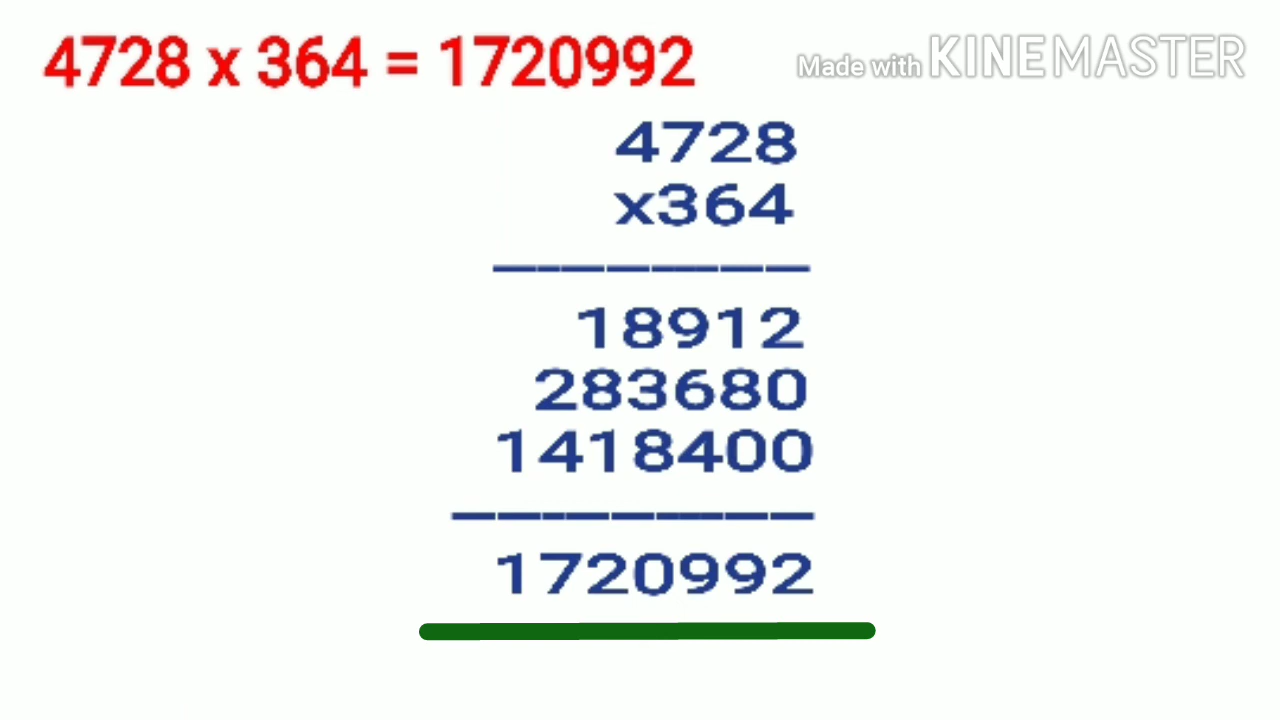 4728 x 364 = 1720992
Made with KINEMASTER
4728
x364
————————
18912
283680
1418400
————————
1720992